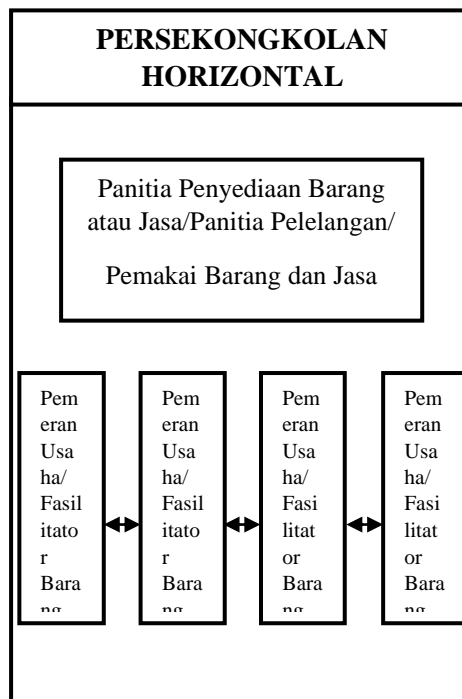 PERSEKONGKOLAN
HORIZONTAL
Panitia Penyediaan Barang
atau Jasa/Panitia Pelelangan/
Pemakai Barang dan Jasa
Pem
eran
Usa
ha/
Fasil
itato
r
Bara
Pem
eran
Usa
ha/
Fasil
itato
r
Bara
Pem
eran
Usa
ha/
Fasi
litat
or
Bara
Pem
eran
Usa
ha/
Fasi
litat
or
Bara